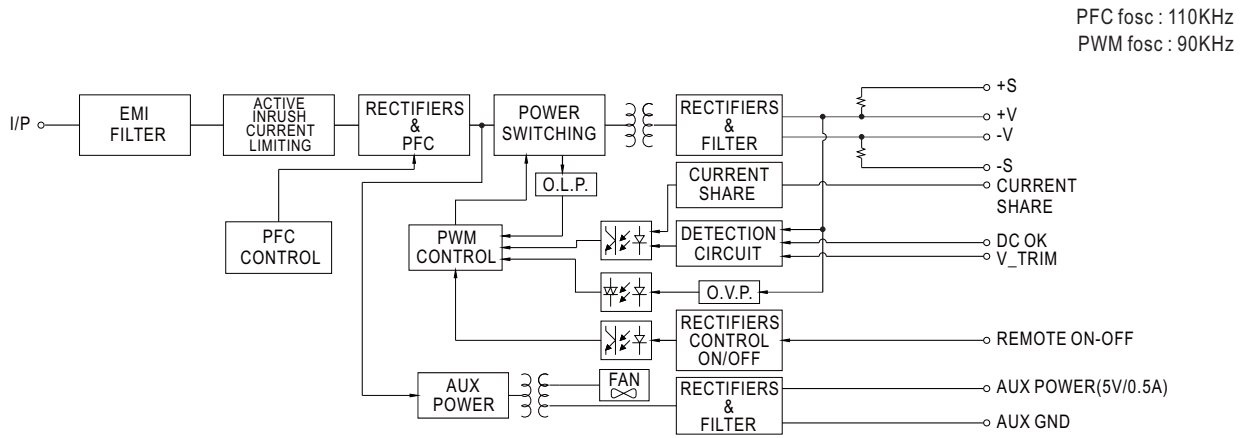 PFC fosc : 110KHz
PWM fosc : 90KHz
I/P
EMI
FILTER
ACTIVE
INRUSH
CURRENT
LIMITING
RECTIFIERS
&
PFC
POWER
SWITCHING
RECTIFIERS
&
FILTER
+S
+V
-V
-S
O.L.P.
CURRENT
SHARE
CURRENT
SHARE
PFC
CONTROL
PWM
CONTROL
DETECTION
CIRCUIT
DC OK
V_TRIM
O.V.P.
RECTIFIERS
CONTROL
ON/OFF
REMOTE ON-OFF
AUX
POWER
FAN
RECTIFIERS
&
FILTER
AUX POWER(5V/0.5A)
AUX GND